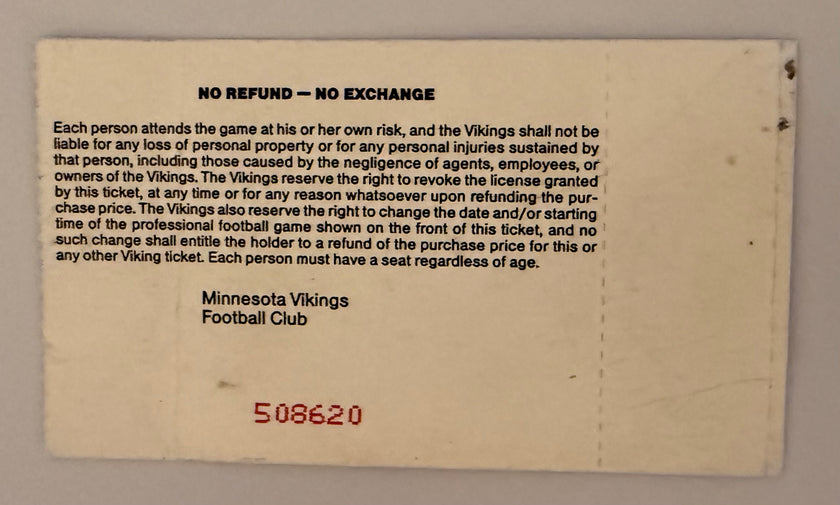 NO REFUND — NO EXCHANGE
Each person attends the game at his or her own risk, and the Vikings shall not be
liable for any loss of personal property or for any personal injuries sustained by
that person, including those caused by the negligence of agents, employees, or
owners of the Vikings. The Vikings reserve the right to revoke the license granted
by this ticket, at any time or for any reason whatsoever upon refunding the pur-
chase price. The Vikings also reserve the right to change the date and/or starting
time of the professional football game shown on the front of this ticket, and no
such change shall entitle the holder to a refund of the purchase price for this or
any other Viking ticket. Each person must have a seat regardless of age.
Minnesota Vikings
Football Club
508620